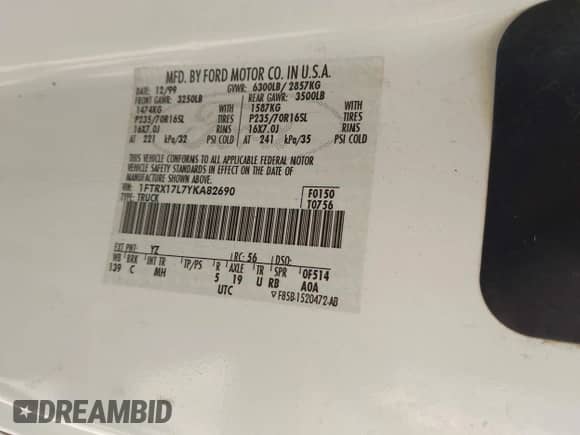 MFD. BY FORD MOTOR CO. IN U.S.A.
DATE: 12/99 GVWR: 6300LB/ 2857KG
FRONT GAWR: 3250LB REAR GAWR: 3500LB
1474KG WITH 1587KG WITH
P235/70R16SL TIRES P235/70R16SL TIRES
16X7.0J RIMS 16X7.0J RIMS
AT 221 kPa/32 PSI COLD AT 241 kPa/35 PSI COLD
THIS VEHICLE CONFORMS TO ALL APPLICABLE FEDERAL MOTOR
VEHICLE SAFETY STANDARDS IN EFFECT ON THE DATE OF
MANUFACTURE SHOWN ABOVE.
VIN: 1FTRX17L7YKA82690 F0150
TYPE: TRUCK T0756
EXT PNT: YZ RC: 56 DSO:
WB BRK INT TR TP/PS R AXLE TR SPR 0F514
139 C MH 5 19 U RB A0A
UTC F85B-1520472-AB
DREAMBID